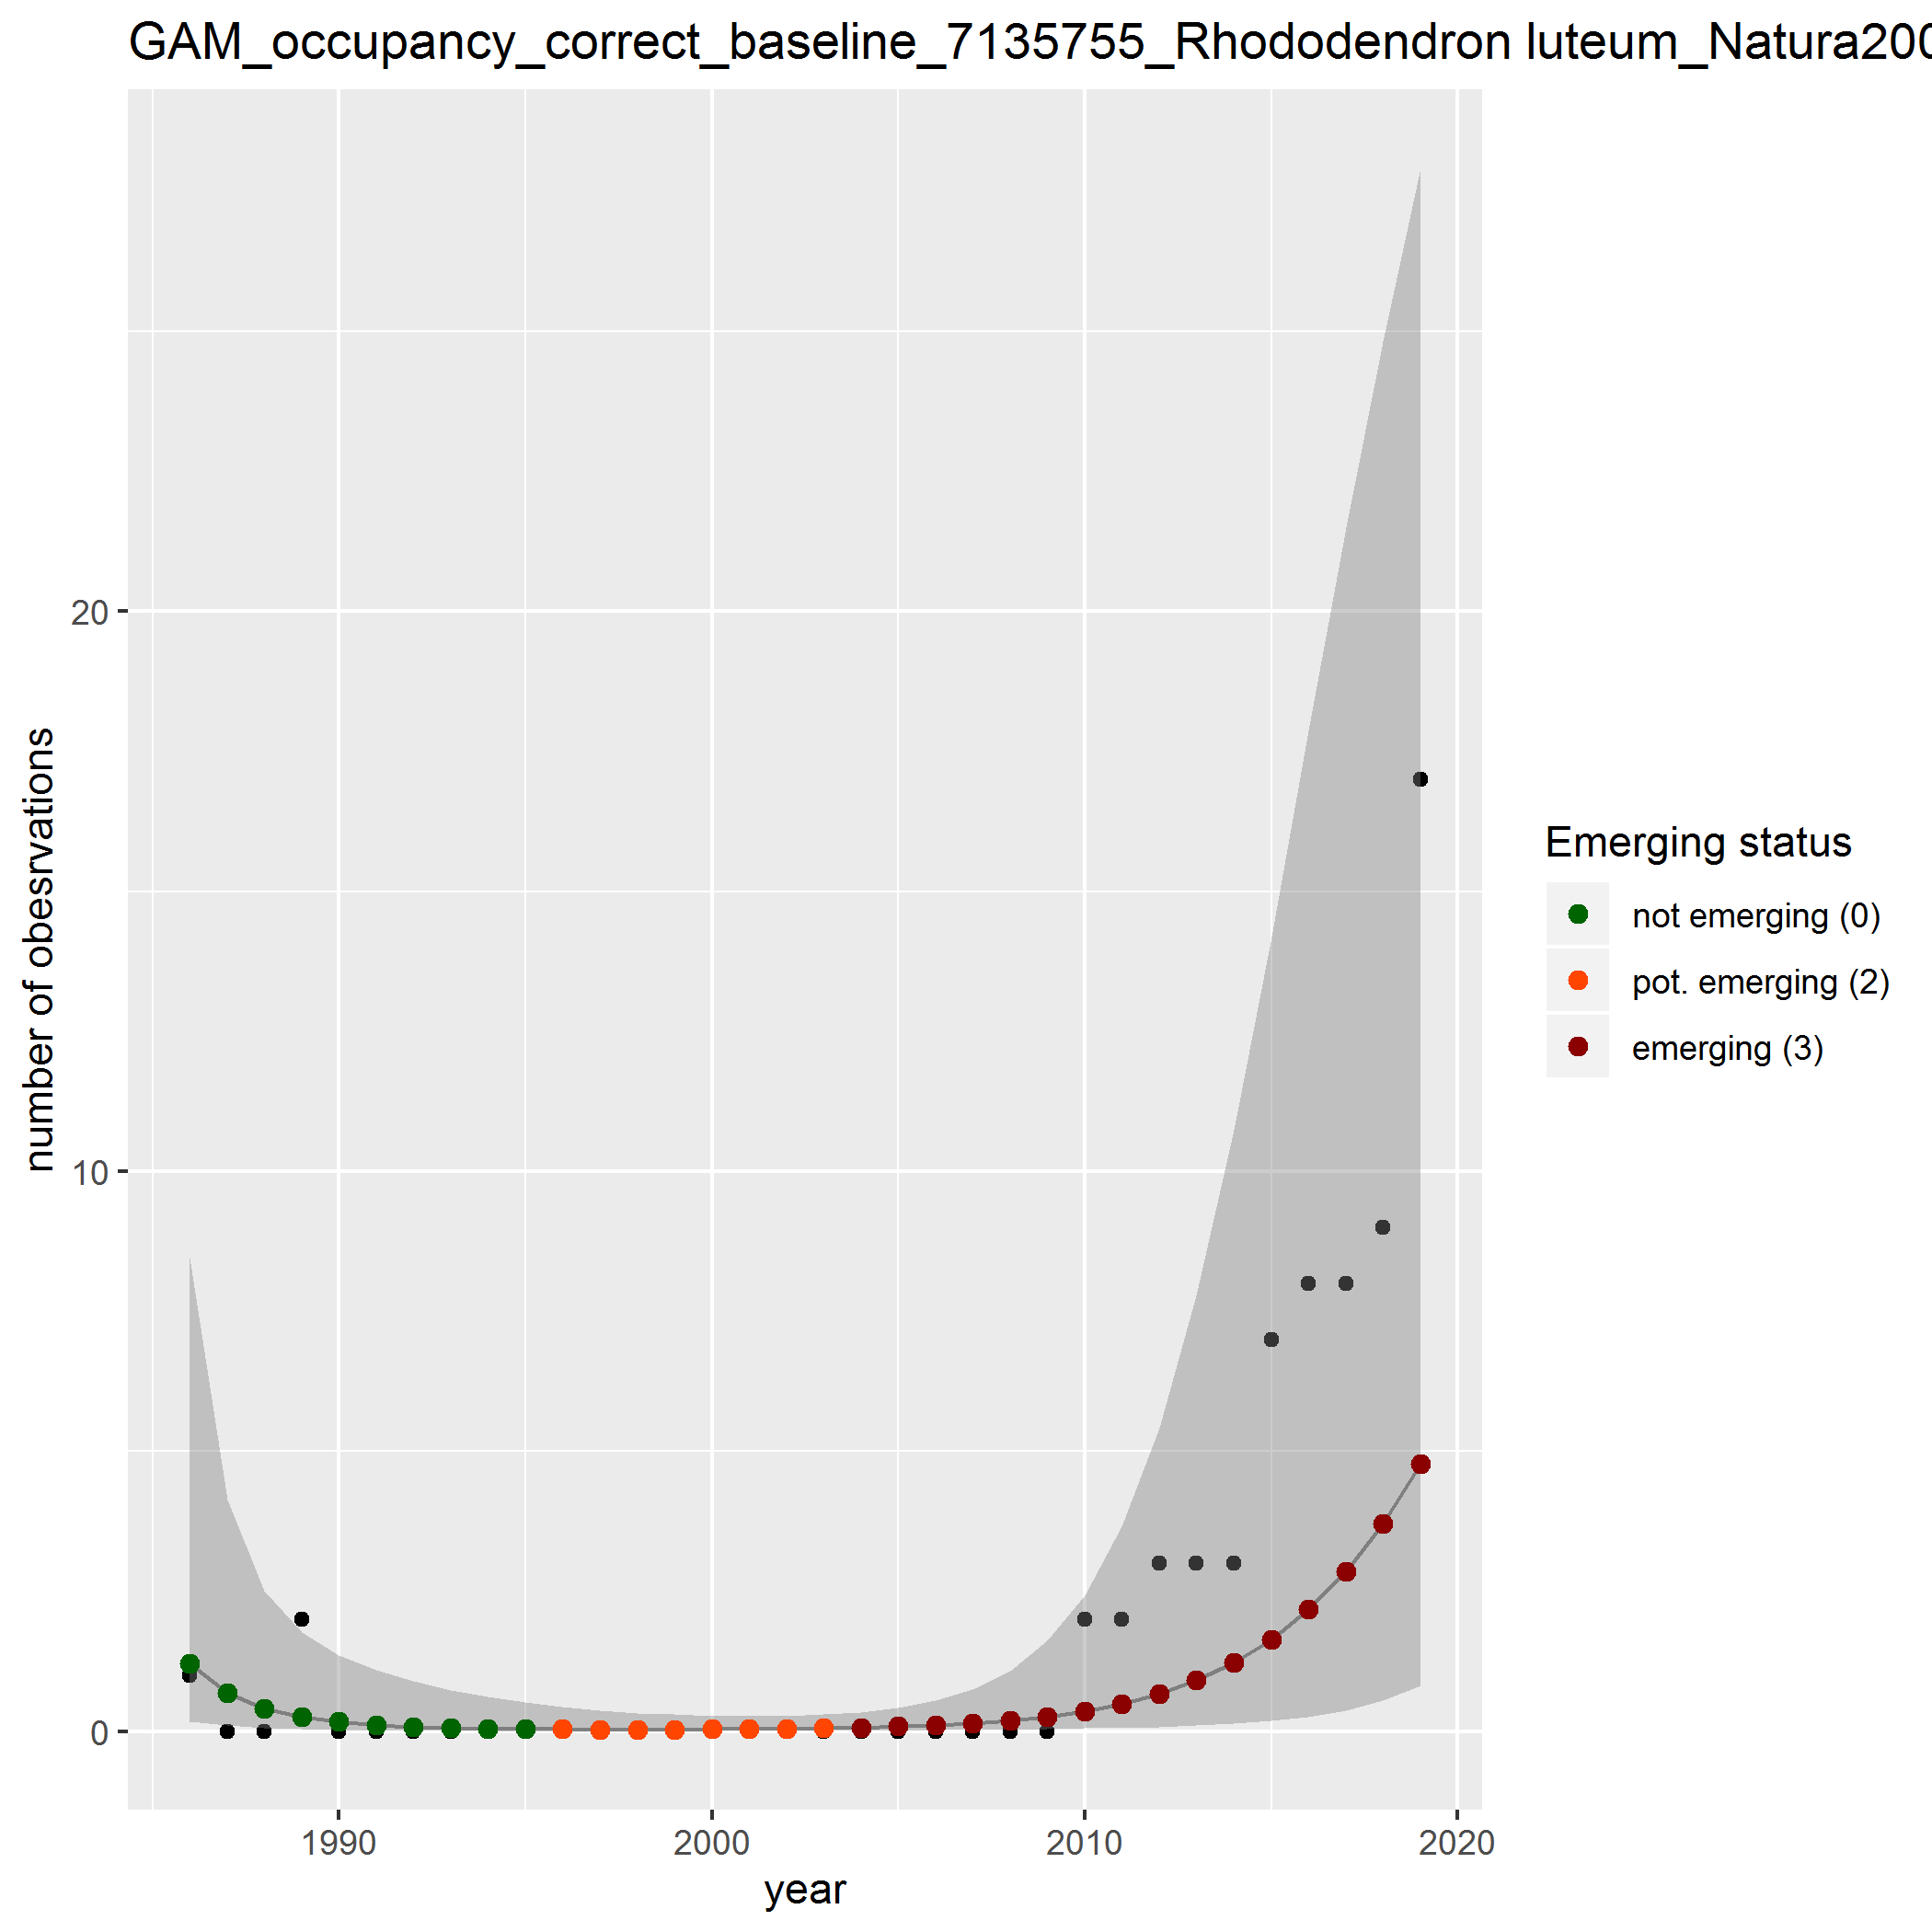 GAM_occupancy_correct_baseline_7135755_Rhododendron luteum_Natura200
number of obesrvations
20
10
0
1990
2000
2010
2020
year
Emerging status
not emerging (0)
pot. emerging (2)
emerging (3)